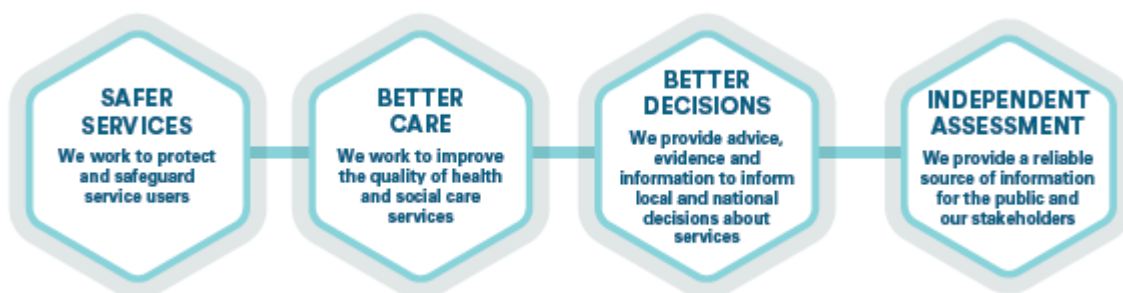 SAFER
SERVICES
We work to protect
and safeguard
service users
BETTER
CARE
We work to improve
the quality of health
and social care
services
BETTER
DECISIONS
We provide advice,
evidence and
information to inform
local and national
decisions about
services
INDEPENDENT
ASSESSMENT
We provide a reliable
source of information
for the public and
our stakeholders